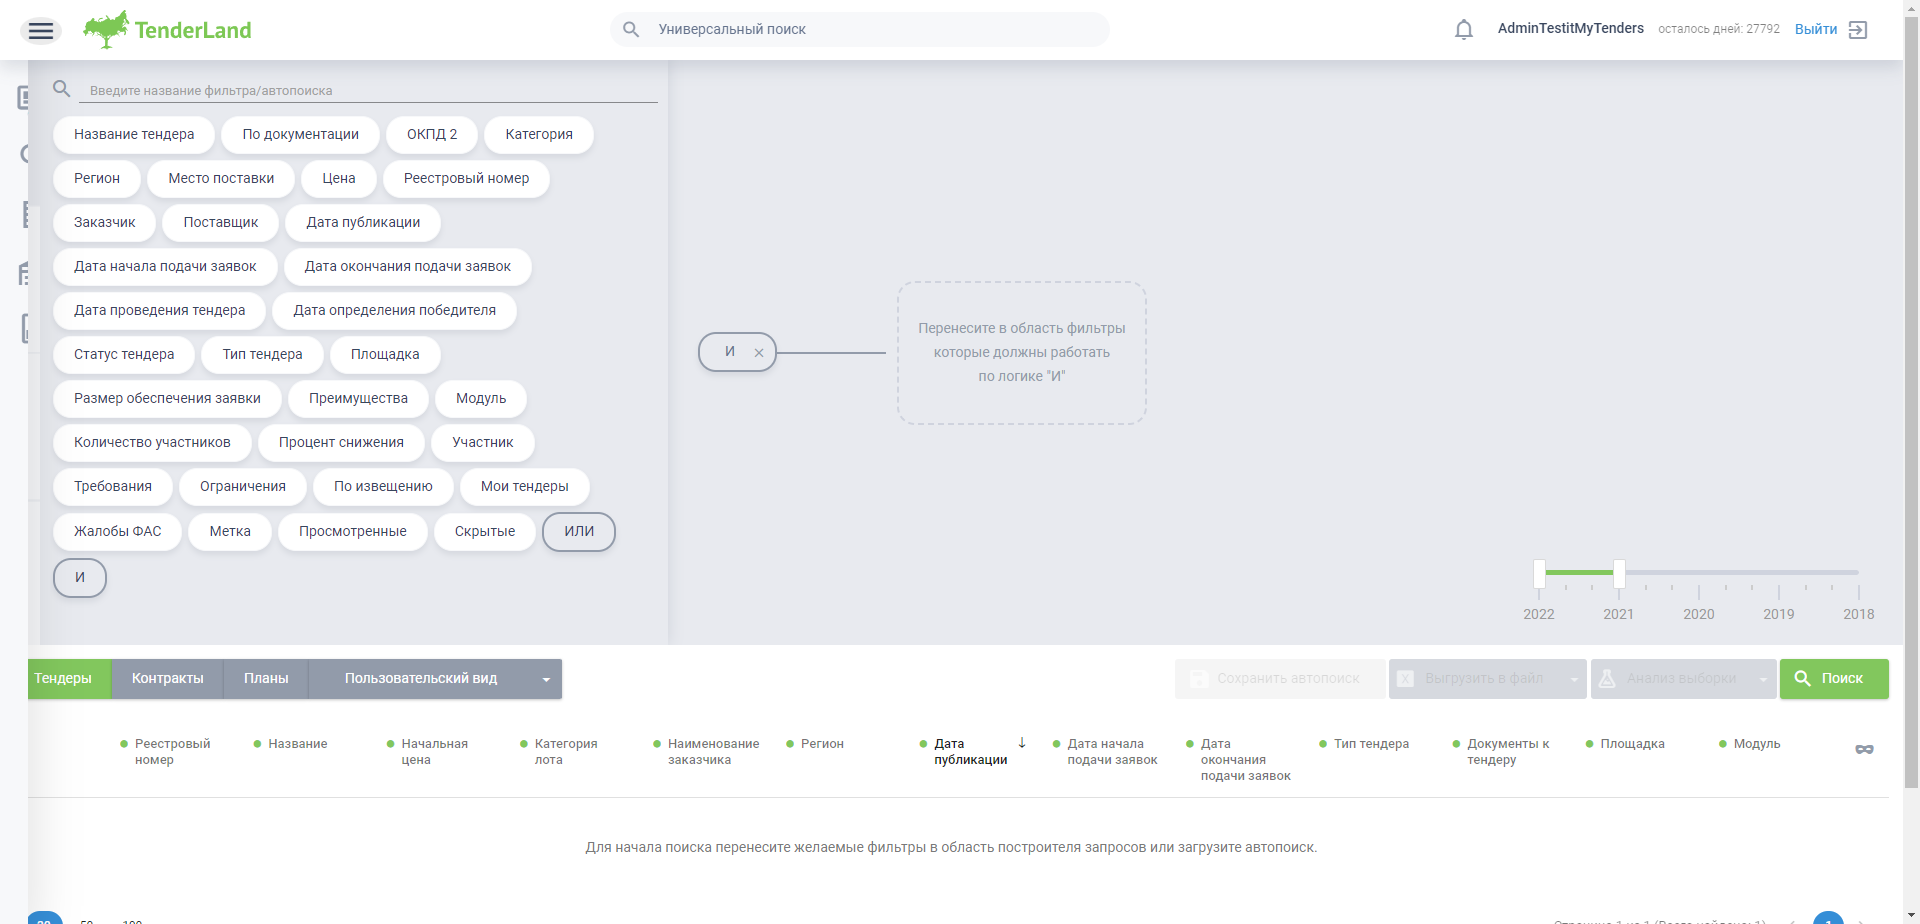 TenderLand
Универсальный поиск
AdminTestitMyTenders
осталось дней: 27792
Выйти
Введите название фильтра/автопоиска
Название тендера
По документации
ОКПД 2
Категория
Регион
Место поставки
Цена
Реестровый номер
Заказчик
Поставщик
Дата публикации
Дата начала подачи заявок
Дата окончания подачи заявок
Дата проведения тендера
Дата определения победителя
Статус тендера
Тип тендера
Площадка
Размер обеспечения заявки
Преимущества
Модуль
Количество участников
Процент снижения
Участник
Требования
Ограничения
По извещению
Мои тендеры
Жалобы ФАС
Метка
Просмотренные
Скрытые
ИЛИ
И
И
Перенесите в область фильтры
которые должны работать
по логике "И"
2022
2021
2020
2019
2018
Тендеры
Контракты
Планы
Пользовательский вид
Сохранить автопоиск
Выгрузить в файл
Анализ выборки
Поиск
Реестровый
номер
Название
Начальная
цена
Категория
лота
Наименование
заказчика
Регион
Дата
публикации
Дата начала
подачи заявок
Дата
окончания
подачи заявок
Тип тендера
Документы к
тендеру
Площадка
Модуль
Для начала поиска перенесите желаемые фильтры в область построителя запросов или загрузите автопоиск.